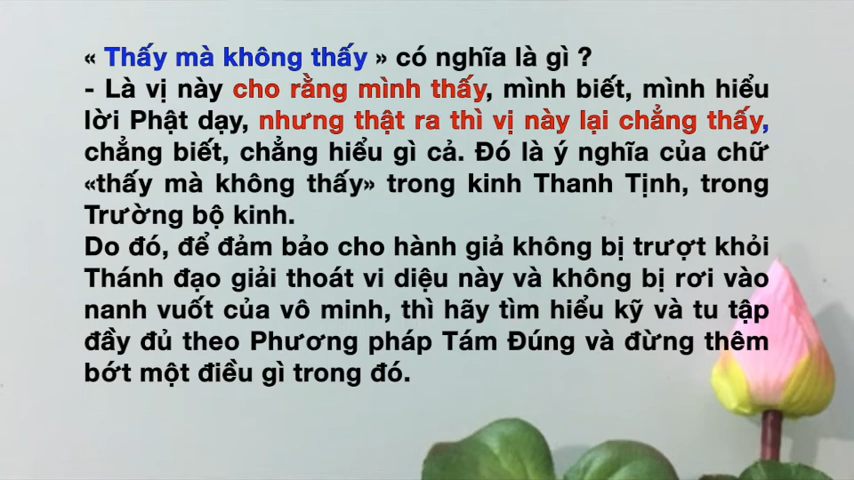 « Thấy mà không thấy » có nghĩa là gì ?
- Là vị này cho rằng mình thấy, mình biết, mình hiểu
lời Phật dạy, nhưng thật ra thì vị này lại chẳng thấy,
chẳng biết, chẳng hiểu gì cả. Đó là ý nghĩa của chữ
«thấy mà không thấy» trong kinh Thanh Tịnh, trong
Trường bộ kinh.
Do đó, để đảm bảo cho hành giả không bị trượt khỏi
Thánh đạo giải thoát vi diệu này và không bị rơi vào
nanh vuốt của vô minh, thì hãy tìm hiểu kỹ và tu tập
đầy đủ theo Phương pháp Tám Đúng và đừng thêm
bớt một điều gì trong đó.